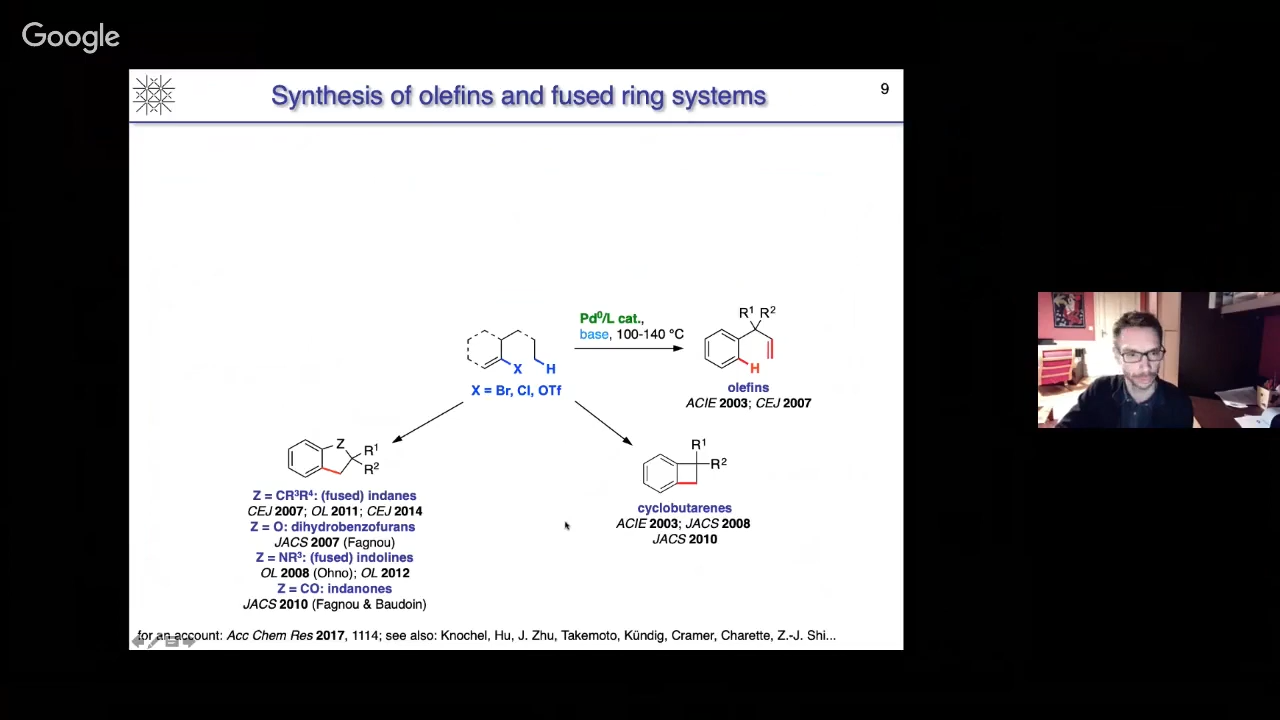 Google
Synthesis of olefins and fused ring systems
9
R¹ R²
Pd⁰/L cat.,
base, 100-140 °C
X
H
H
X = Br, Cl, OTf
olefins
ACIE 2003; CEJ 2007
Z
R¹
R²
R¹
R²
Z = CR³R⁴: (fused) indanes
CEJ 2007; OL 2011; CEJ 2014
Z = O: dihydrobenzofurans
JACS 2007 (Fagnou)
Z = NR³: (fused) indolines
OL 2008 (Ohno); OL 2012
Z = CO: indanones
JACS 2010 (Fagnou & Baudoin)
cyclobutarenes
ACIE 2003; JACS 2008
JACS 2010
for an account: Acc Chem Res 2017, 1114; see also: Knochel, Hu, J. Zhu, Takemoto, Kündig, Cramer, Charette, Z.-J. Shi...